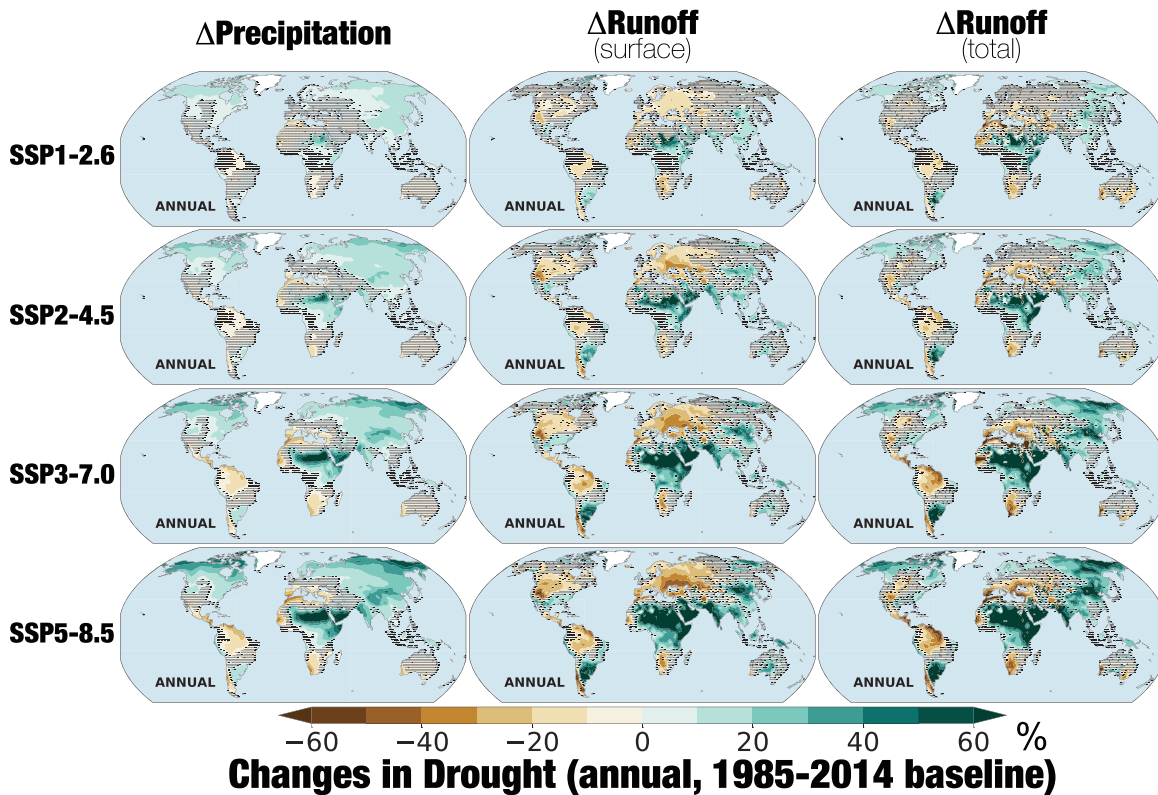 ΔPrecipitation ΔRunoff ΔRunoff
(surface) (total)
SSP1-2.6
ANNUAL ANNUAL ANNUAL
SSP2-4.5
ANNUAL ANNUAL ANNUAL
SSP3-7.0
ANNUAL ANNUAL ANNUAL
SSP5-8.5
ANNUAL ANNUAL ANNUAL
−60 −40 −20 0 20 40 60 %
Changes in Drought (annual, 1985-2014 baseline)